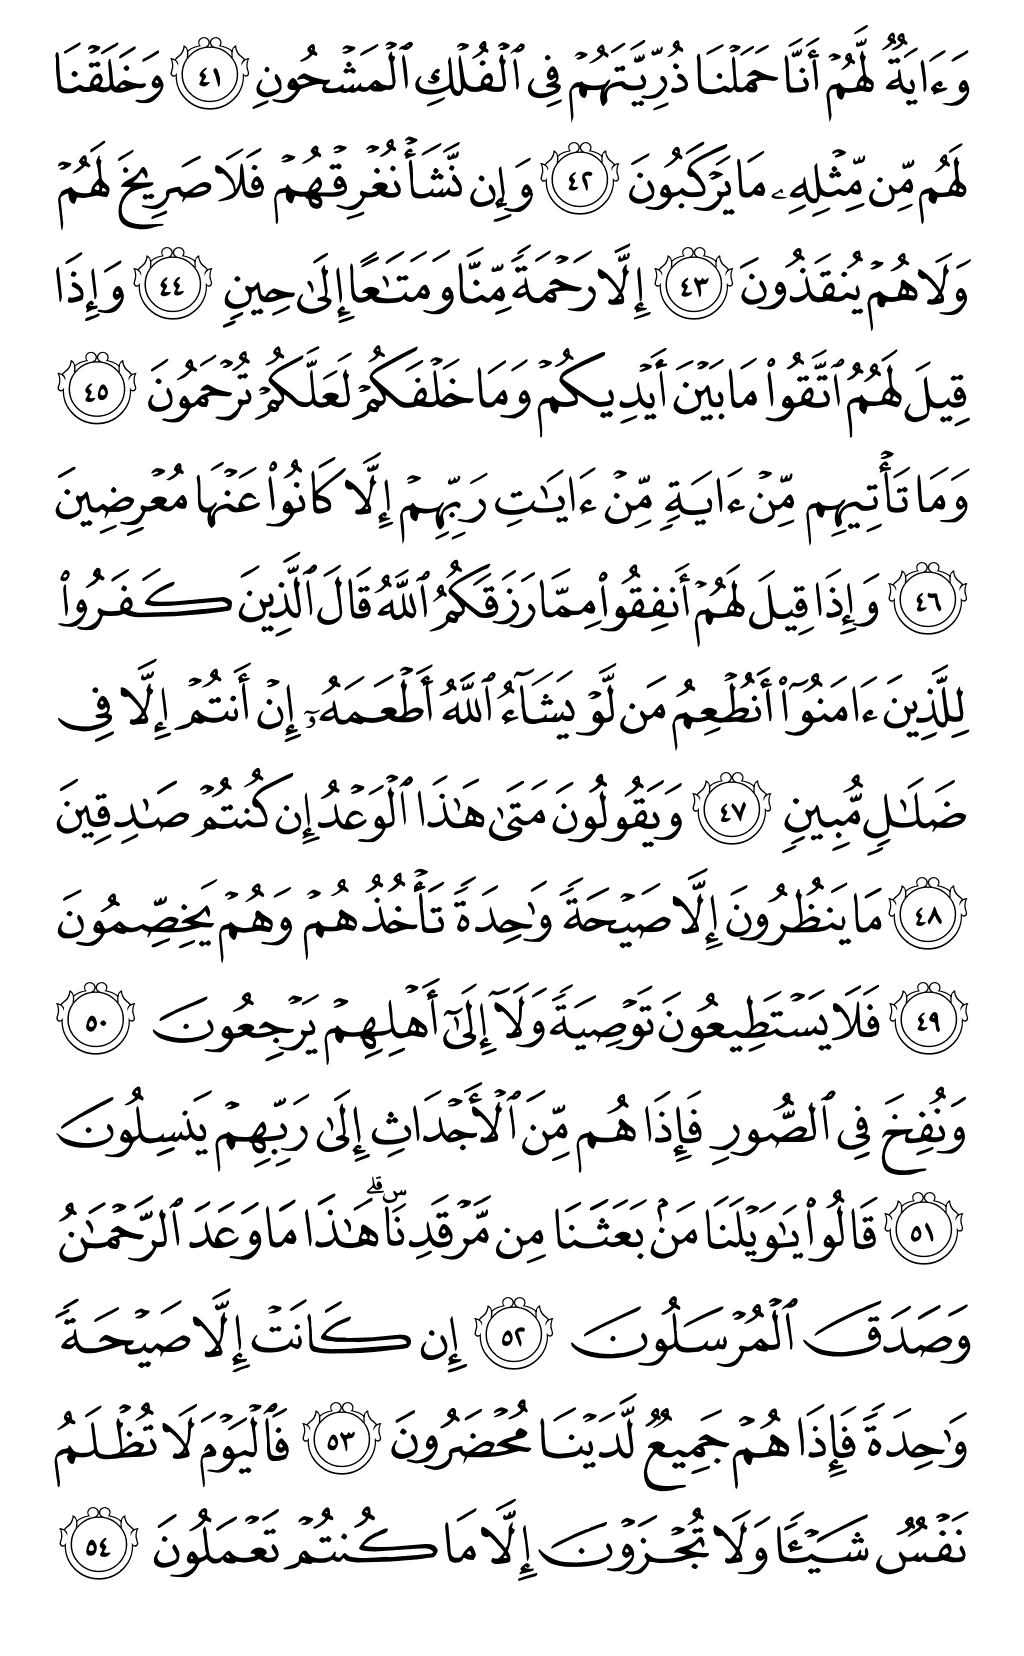 وَءَايَةٌ لَّهُمْ أَنَّا حَمَلْنَا ذُرِّيَّتَهُمْ فِى ٱلْفُلْكِ ٱلْمَشْحُونِ ٤١ وَخَلَقْنَا
لَهُم مِّن مِّثْلِهِۦ مَا يَرْكَبُونَ ٤٢ وَإِن نَّشَأْ نُغْرِقْهُمْ فَلَا صَرِيخَ لَهُمْ
وَلَا هُمْ يُنقَذُونَ ٤٣ إِلَّا رَحْمَةً مِّنَّا وَمَتَـٰعًا إِلَىٰ حِينٍ ٤٤ وَإِذَا
قِيلَ لَهُمُ ٱتَّقُوا۟ مَا بَيْنَ أَيْدِيكُمْ وَمَا خَلْفَكُمْ لَعَلَّكُمْ تُرْحَمُونَ ٤٥
وَمَا تَأْتِيهِم مِّنْ ءَايَةٍ مِّنْ ءَايَـٰتِ رَبِّهِمْ إِلَّا كَانُوا۟ عَنْهَا مُعْرِضِينَ
٤٦ وَإِذَا قِيلَ لَهُمْ أَنفِقُوا۟ مِمَّا رَزَقَكُمُ ٱللَّهُ قَالَ ٱلَّذِينَ كَفَرُوا۟
لِلَّذِينَ ءَامَنُوٓا۟ أَنُطْعِمُ مَن لَّوْ يَشَآءُ ٱللَّهُ أَطْعَمَهُۥٓ إِنْ أَنتُمْ إِلَّا فِى
ضَلَـٰلٍ مُّبِينٍ ٤٧ وَيَقُولُونَ مَتَىٰ هَـٰذَا ٱلْوَعْدُ إِن كُنتُمْ صَـٰدِقِينَ
٤٨ مَا يَنظُرُونَ إِلَّا صَيْحَةً وَٰحِدَةً تَأْخُذُهُمْ وَهُمْ يَخِصِّمُونَ
٤٩ فَلَا يَسْتَطِيعُونَ تَوْصِيَةً وَلَآ إِلَىٰٓ أَهْلِهِمْ يَرْجِعُونَ ٥٠
وَنُفِخَ فِى ٱلصُّورِ فَإِذَا هُم مِّنَ ٱلْأَجْدَاثِ إِلَىٰ رَبِّهِمْ يَنسِلُونَ
٥١ قَالُوا۟ يَـٰوَيْلَنَا مَنۢ بَعَثَنَا مِن مَّرْقَدِنَا ۜ ۗ هَـٰذَا مَا وَعَدَ ٱلرَّحْمَـٰنُ
وَصَدَقَ ٱلْمُرْسَلُونَ ٥٢ إِن كَانَتْ إِلَّا صَيْحَةً
وَٰحِدَةً فَإِذَا هُمْ جَمِيعٌ لَّدَيْنَا مُحْضَرُونَ ٥٣ فَٱلْيَوْمَ لَا تُظْلَمُ
نَفْسٌ شَيْـًٔا وَلَا تُجْزَوْنَ إِلَّا مَا كُنتُمْ تَعْمَلُونَ ٥٤